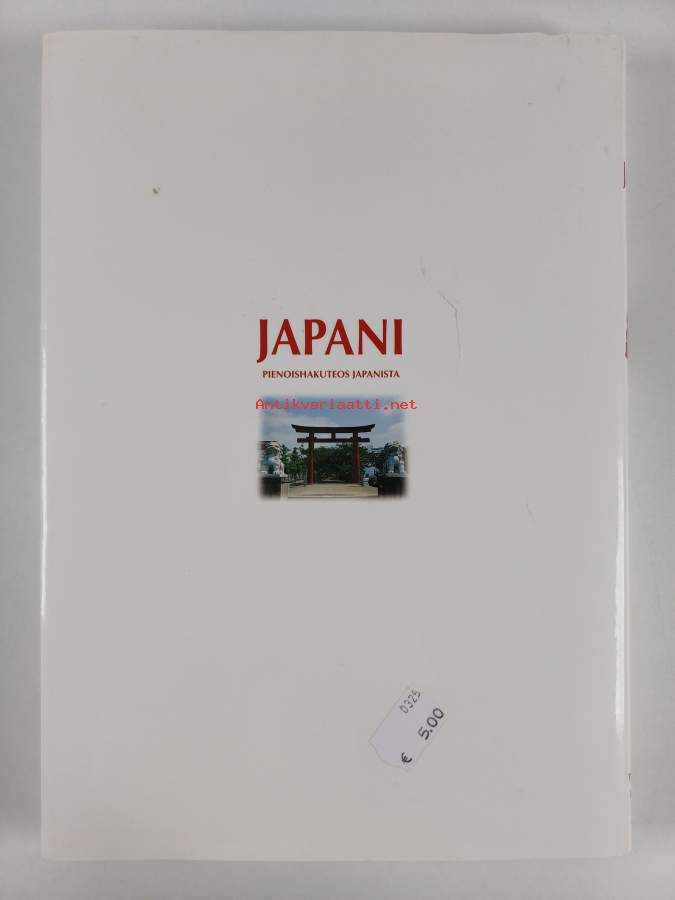 JAPANI
PIENOISHAKUTEOS JAPANISTA
Antikvariaatti.net
0325
€ 5.00